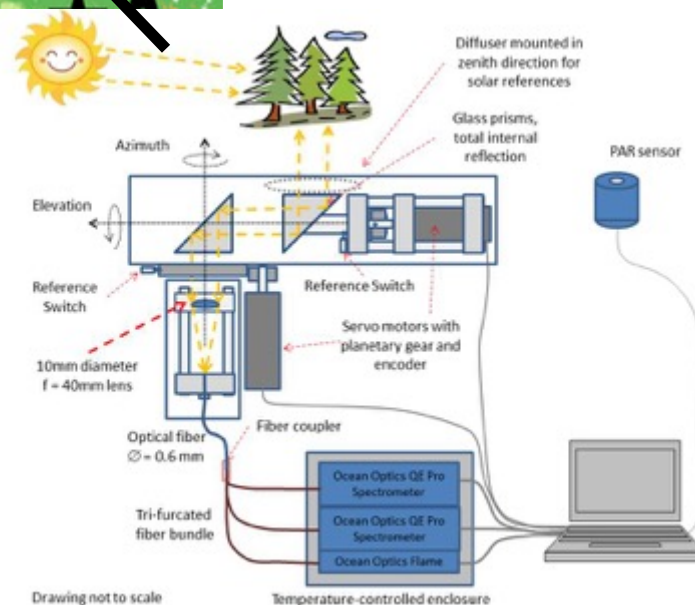 Diffuser mounted in
zenith direction for
solar references
Glass prisms,
total internal
reflection
Azimuth
PAR sensor
Elevation
Reference
Switch
Reference Switch
Servo motors with
planetary gear and
encoder
10mm diameter
f = 40mm lens
Optical fiber
∅ = 0.6 mm
Fiber coupler
Ocean Optics QE Pro
Spectrometer
Tri-furcated
fiber bundle
Ocean Optics QE Pro
Spectrometer
Ocean Optics Flame
Drawing not to scale
Temperature-controlled enclosure